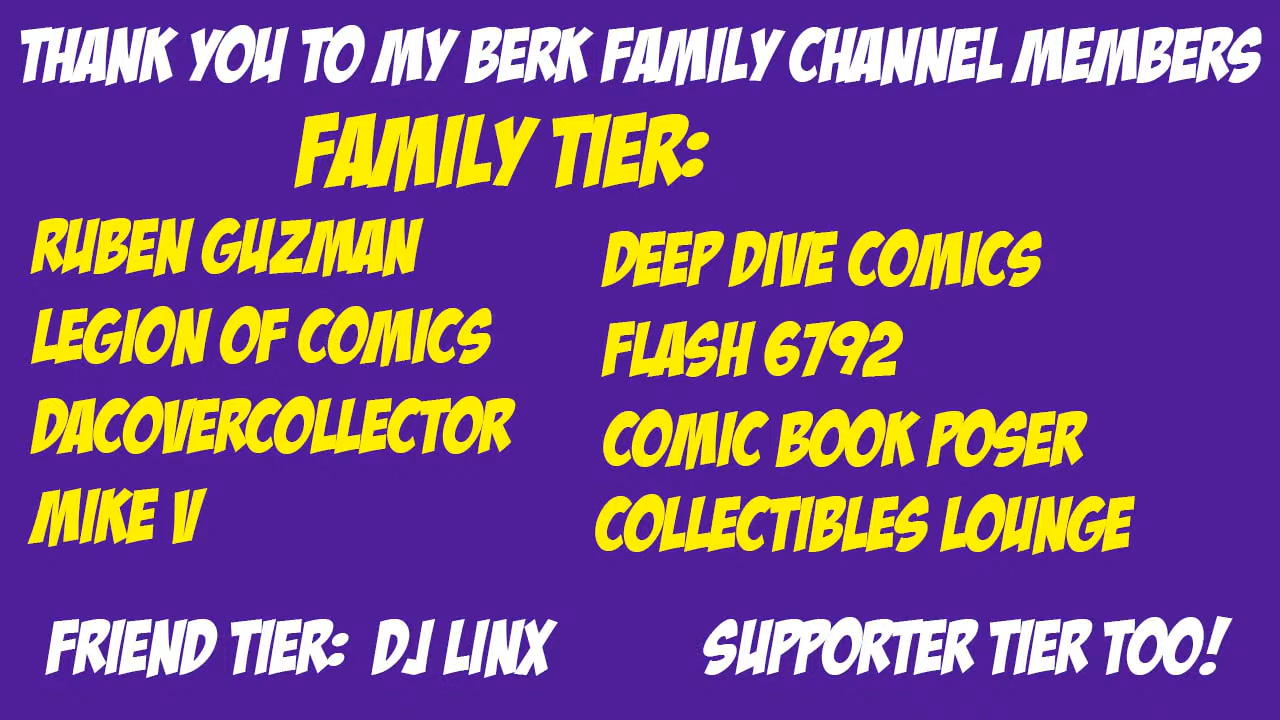 THANK YOU TO MY BERK FAMILY CHANNEL MEMBERS
FAMILY TIER:
RUBEN GUZMAN
LEGION OF COMICS
DACOVERCOLLECTOR
MIKE V
DEEP DIVE COMICS
FLASH 6792
COMIC BOOK POSER
COLLECTIBLES LOUNGE
FRIEND TIER: DJ LINX
SUPPORTER TIER TOO!